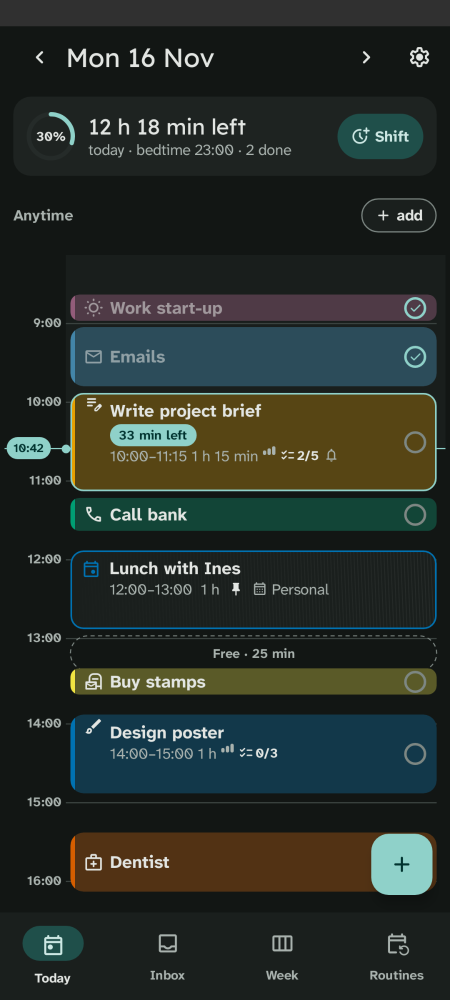 Mon 16 Nov
30%
12 h 18 min left
today · bedtime 23:00 · 2 done
Shift
Anytime
+ add
Work start-up
9:00
Emails
10:00
Write project brief
33 min left
10:42
10:00–11:15 1 h 15 min 2/5
11:00
Call bank
12:00
Lunch with Ines
12:00–13:00 1 h Personal
13:00
Free · 25 min
Buy stamps
14:00
Design poster
14:00–15:00 1 h 0/3
15:00
Dentist
+
16:00
Today
Inbox
Week
Routines